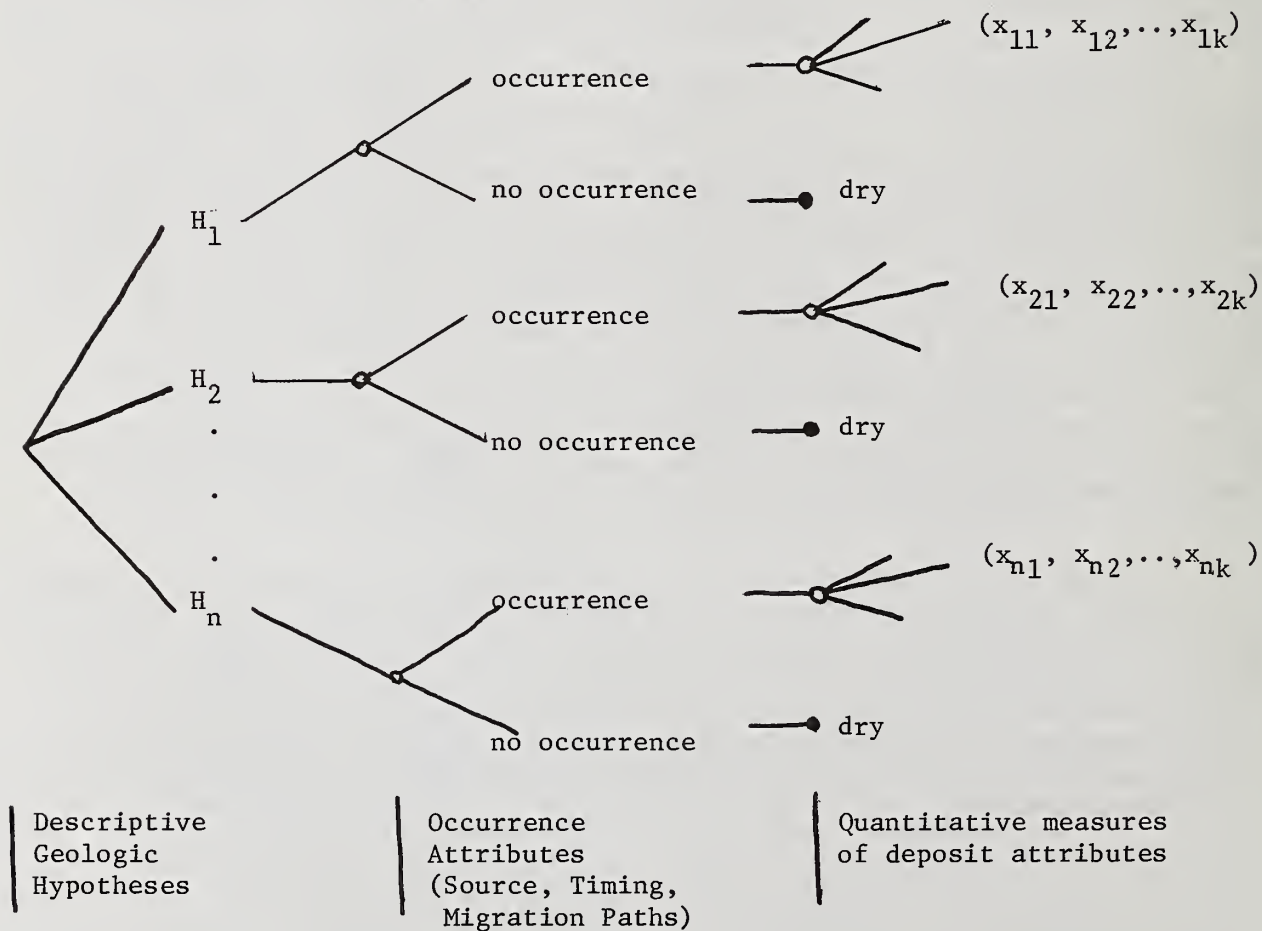 (x11, x12,..,x1k)
occurrence
no occurrence
dry
H1
(x21, x22,..,x2k)
occurrence
H2
no occurrence
dry
.
.
.
(xn1, xn2,..,xnk )
occurrence
Hn
no occurrence
dry
Descriptive
Geologic
Hypotheses
Occurrence
Attributes
(Source, Timing,
Migration Paths)
Quantitative measures
of deposit attributes